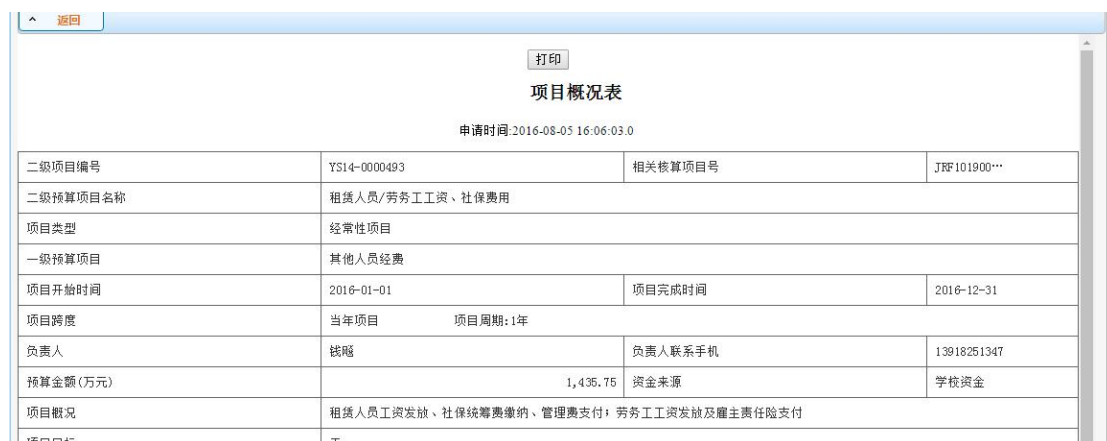 返回
打印
项目概况表
申请时间:2016-08-05 16:06:03.0
二级项目编号 YS14-0000493 相关核算项目号 JRF101900…
二级预算项目名称 租赁人员/劳务工工资、社保费用
项目类型 经常性项目
一级预算项目 其他人员经费
项目开始时间 2016-01-01 项目完成时间 2016-12-31
项目跨度 当年项目 项目周期:1年
负责人 负责人联系手机 13918251347
预算金额(万元) 1,435.75 资金来源 学校资金
项目概况 租赁人员工资发放、社保统筹费缴纳、管理费支付；劳务工工资发放及雇主责任险支付